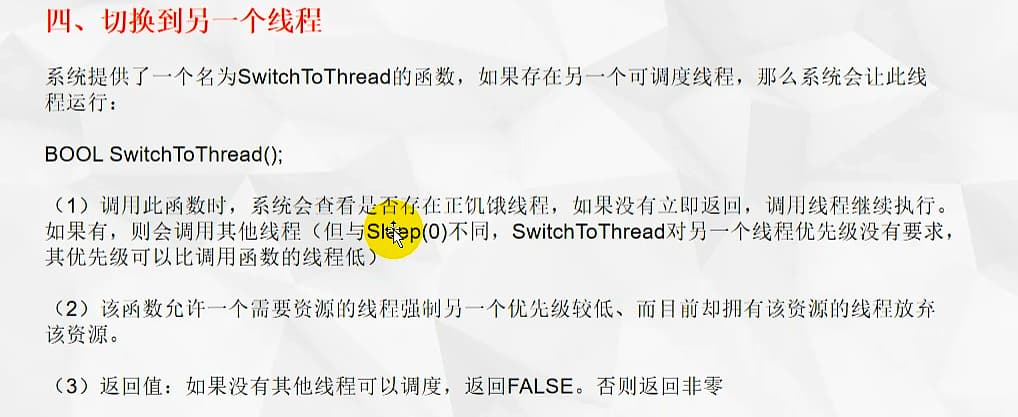 四、切换到另一个线程
系统提供了一个名为SwitchToThread的函数，如果存在另一个可调度线程，那么系统会让此线
程运行：
BOOL SwitchToThread();
（1）调用此函数时，系统会查看是否存在正饥饿线程，如果没有立即返回，调用线程继续执行。
如果有，则会调用其他线程（但与Sleep(0)不同，SwitchToThread对另一个线程优先级没有要求，
其优先级可以比调用函数的线程低）
（2）该函数允许一个需要资源的线程强制另一个优先级较低、而目前却拥有该资源的线程放弃
该资源。
（3）返回值：如果没有其他线程可以调度，返回FALSE。否则返回非零